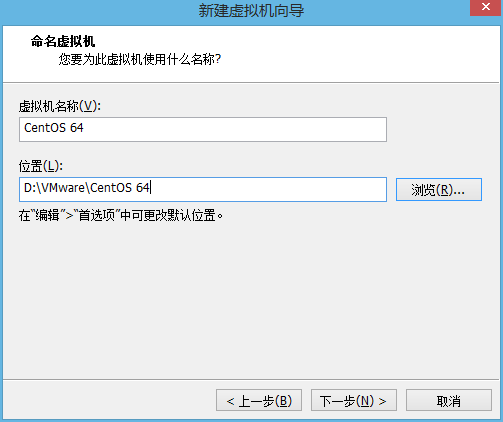 新建虚拟机向导
命名虚拟机
您要为此虚拟机使用什么名称?
虚拟机名称(V):
CentOS 64
位置(L):
D:\VMware\CentOS 64
浏览(R)...
在“编辑”>“首选项”中可更改默认位置。
< 上一步(B)
下一步(N) >
取消